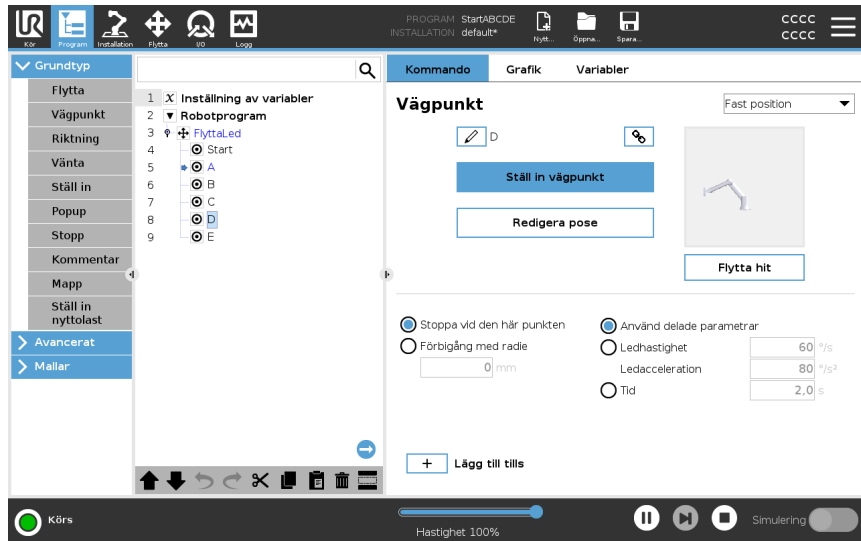 UR
Kör
Program
Installation
Flytta
I/O
Logg
PROGRAM StartABCDE
INSTALLATION default*
Nytt...
Öppna...
Spara...
CCCC
CCCC
Grundtyp
Flytta
Vägpunkt
Riktning
Vänta
Ställ in
Popup
Stopp
Kommentar
Mapp
Ställ in
nyttolast
Avancerat
Mallar
1 X Inställning av variabler
2 Robotprogram
3 FlyttaLed
4 Start
5 A
6 B
7 C
8 D
9 E
Kommando Grafik Variabler
Vägpunkt
Fast position
D
Ställ in vägpunkt
Redigera pose
Flytta hit
Stoppa vid den här punkten
Förbigång med radie
0 mm
Använd delade parametrar
Ledhastighet 60 °/s
Ledacceleration 80 °/s²
Tid 2,0 s
+ Lägg till tills
Körs
Hastighet 100%
Simulering